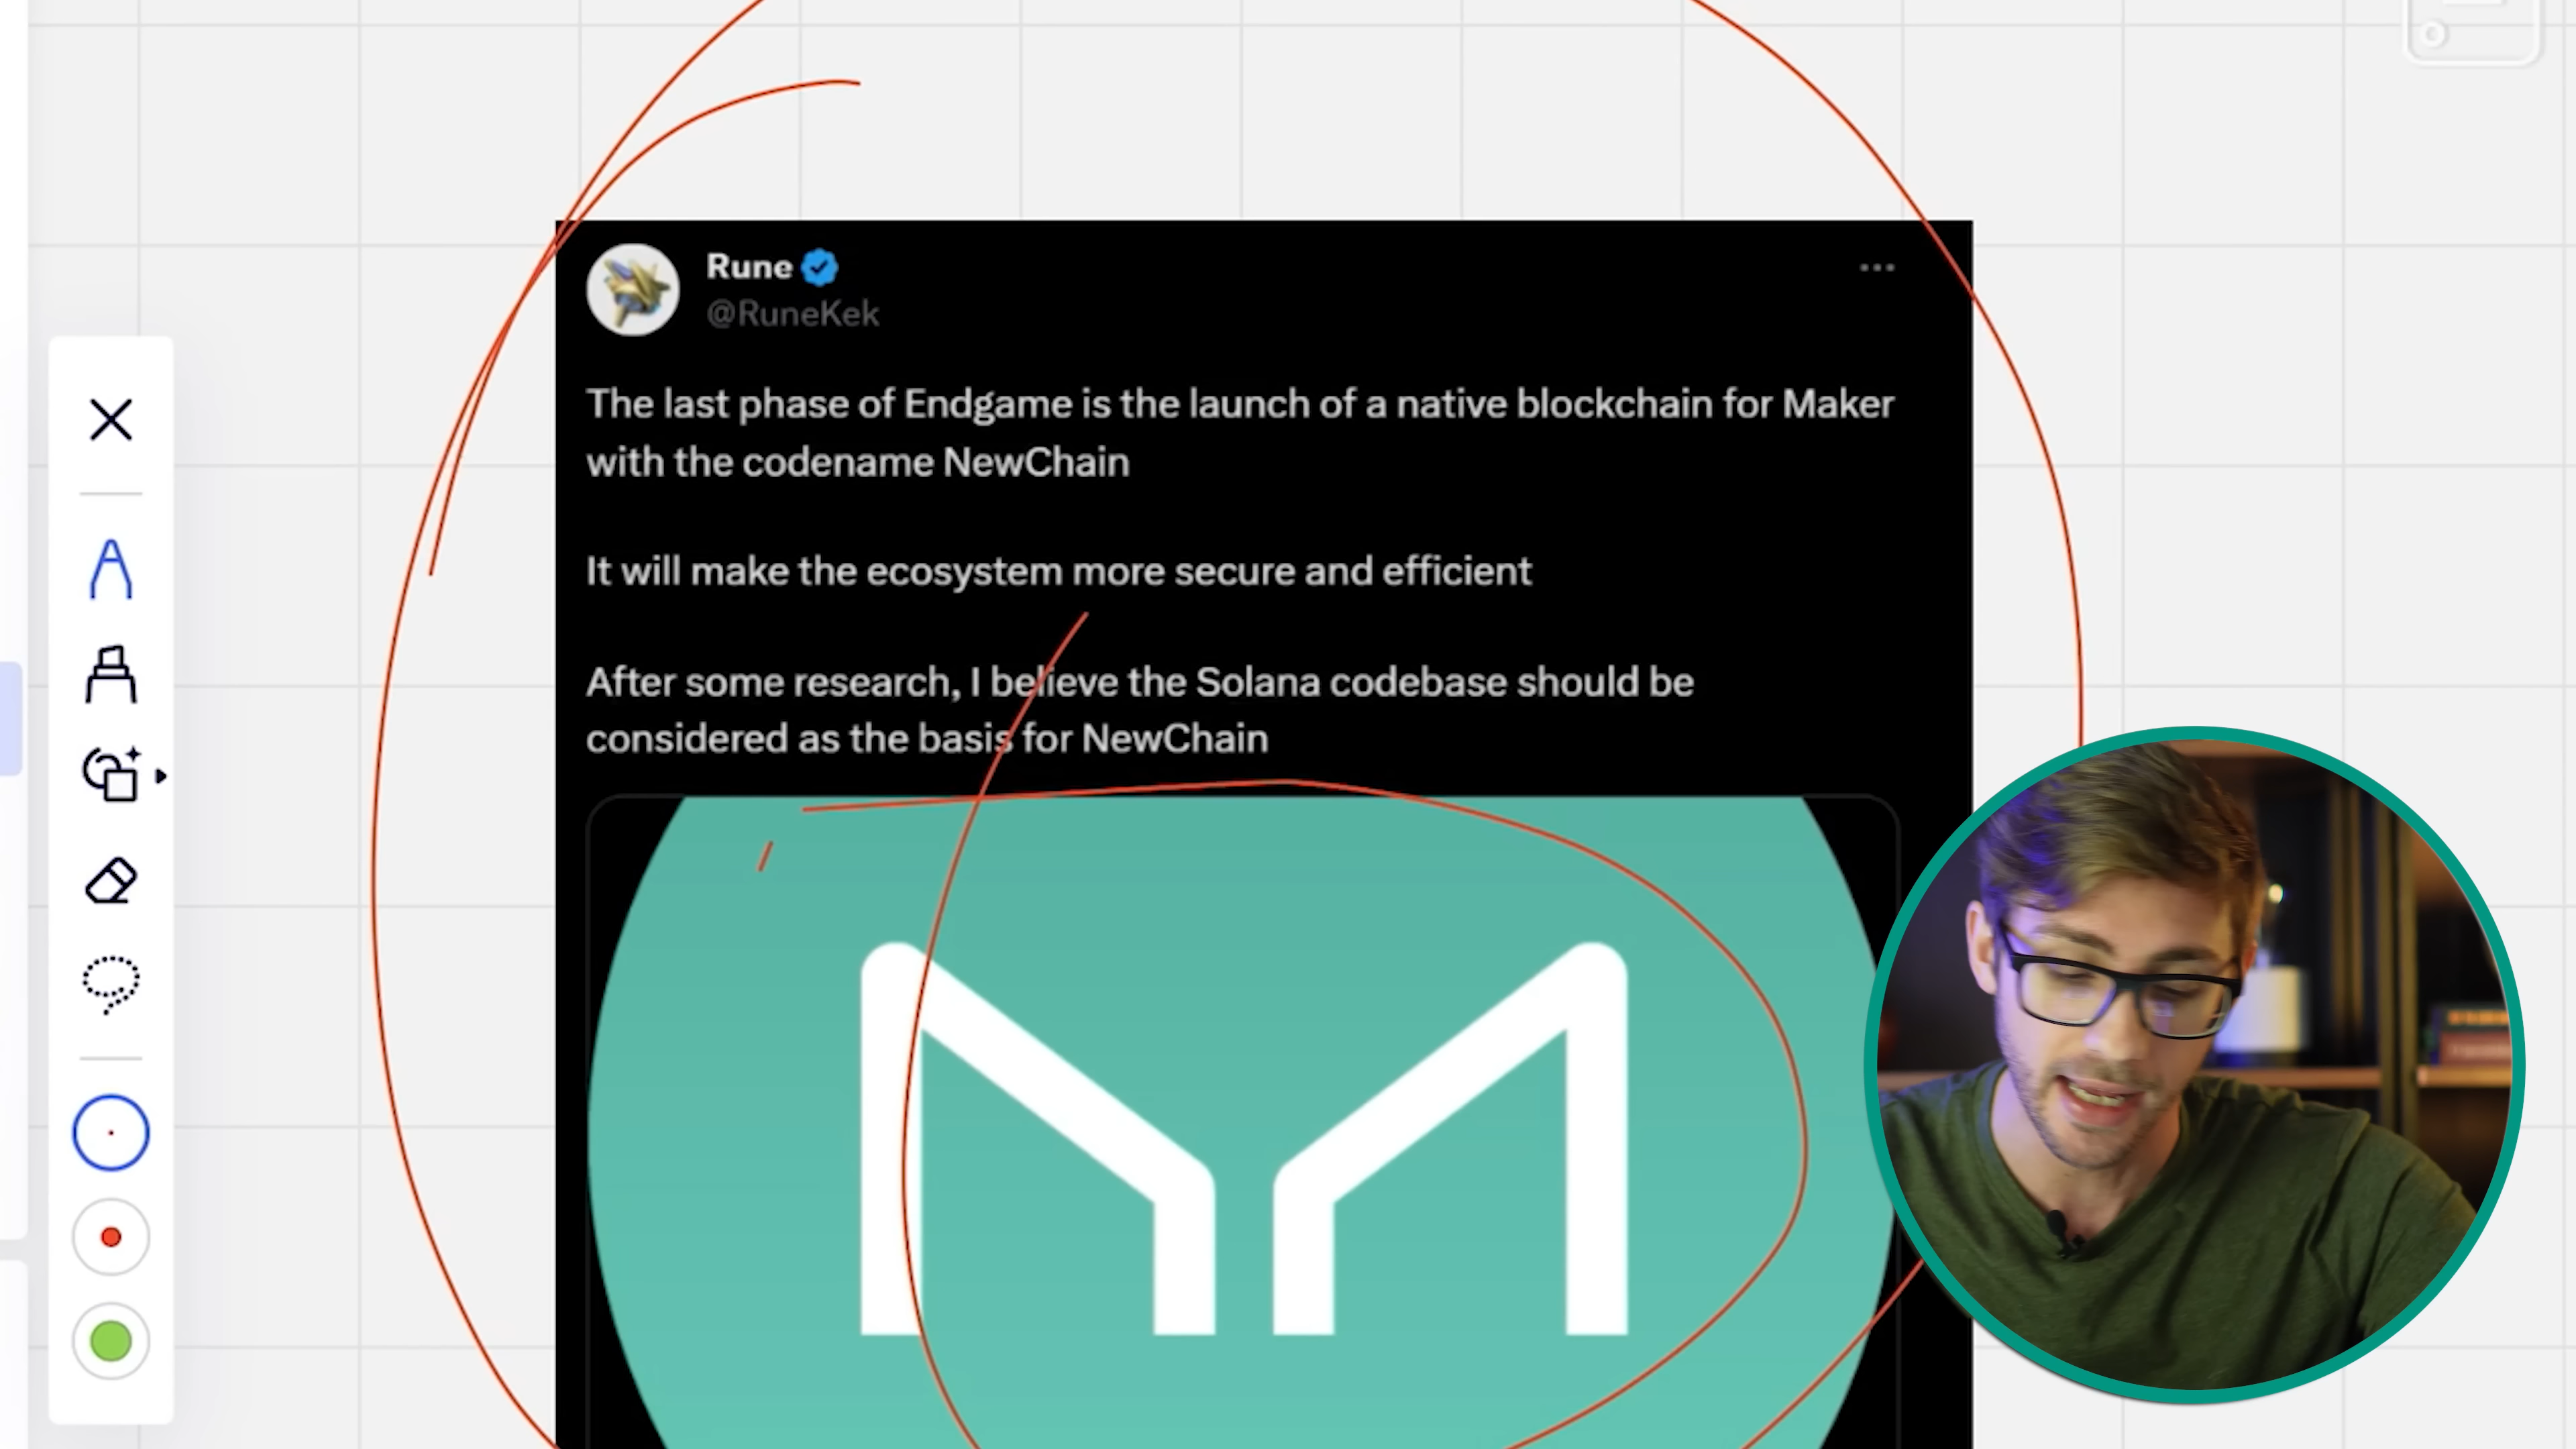 Rune
@RuneKek
The last phase of Endgame is the launch of a native blockchain for Maker
with the codename NewChain
It will make the ecosystem more secure and efficient
After some research, I believe the Solana codebase should be
considered as the basis for NewChain